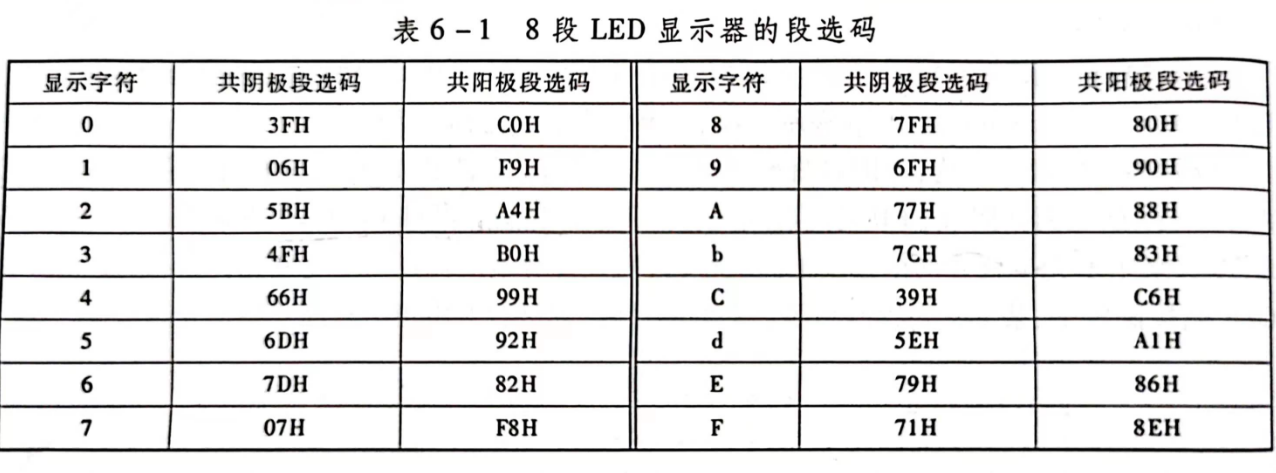 表 6-1 8 段 LED 显示器的段选码
显示字符 共阴极段选码 共阳极段选码 显示字符 共阴极段选码 共阳极段选码
0 3FH C0H 8 7FH 80H
1 06H F9H 9 6FH 90H
2 5BH A4H A 77H 88H
3 4FH B0H b 7CH 83H
4 66H 99H C 39H C6H
5 6DH 92H d 5EH A1H
6 7DH 82H E 79H 86H
7 07H F8H F 71H 8EH